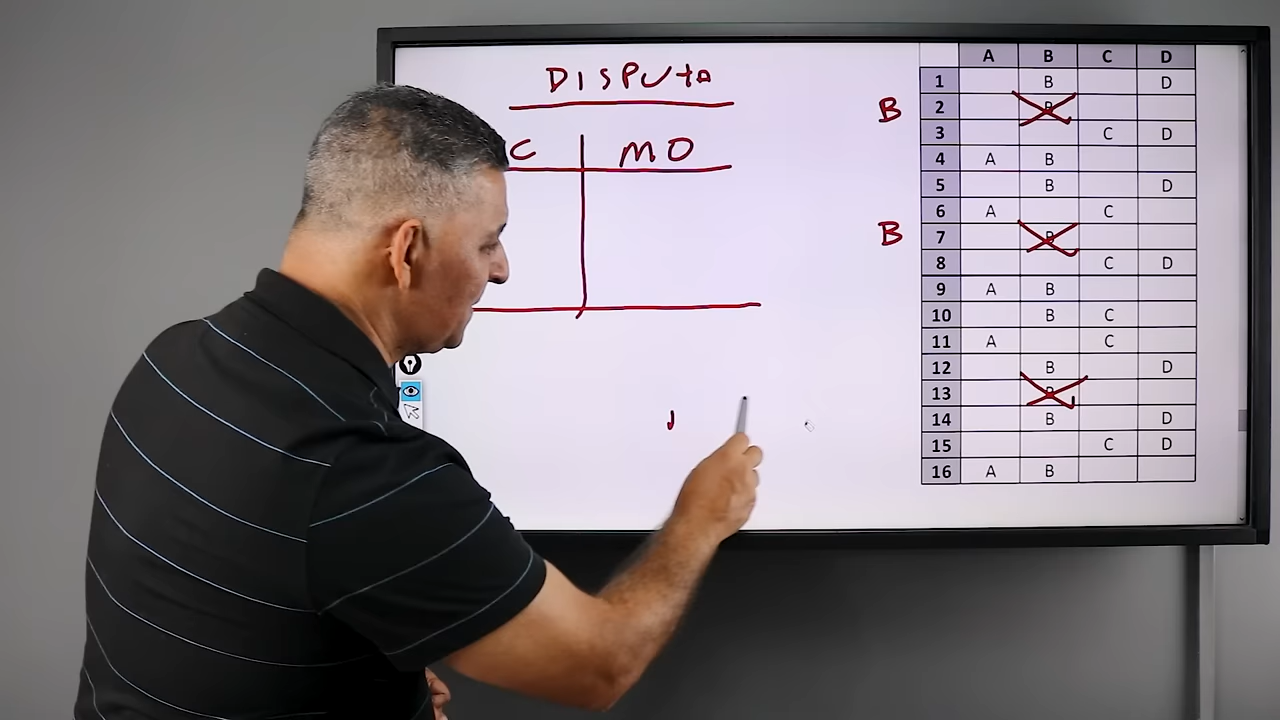 DISPUTA
C MO
B
B
A B C D
1 B D
2
3 C D
4 A B
5 B D
6 A C
7
8 C D
9 A B
10 B C
11 A C
12 B D
13
14 B D
15 C D
16 A B